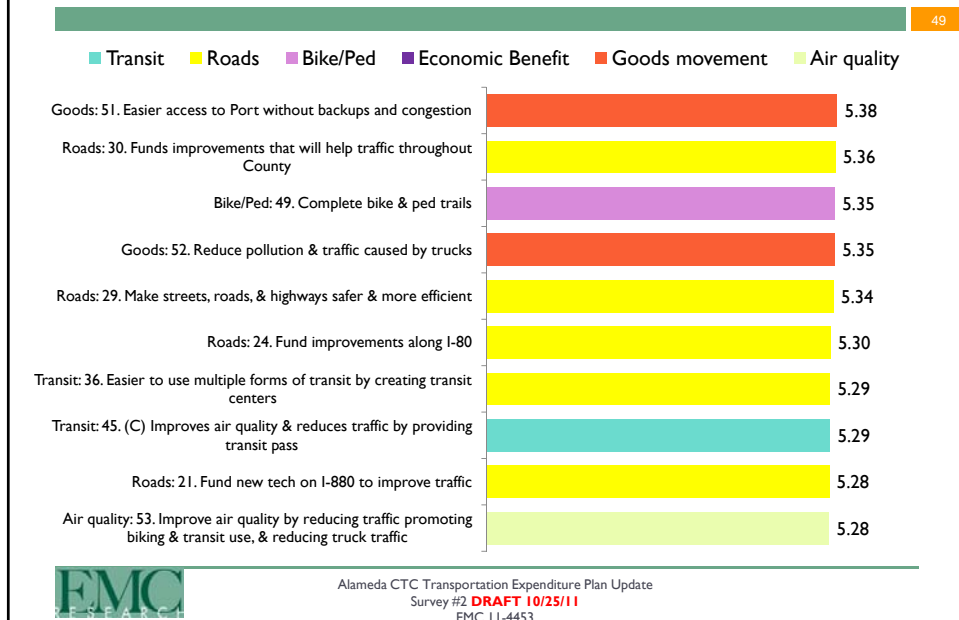 49
Transit Roads Bike/Ped Economic Benefit Goods movement Air quality
Goods: 51. Easier access to Port without backups and congestion 5.38
Roads: 30. Funds improvements that will help traffic throughout
County
5.36
Bike/Ped: 49. Complete bike & ped trails 5.35
Goods: 52. Reduce pollution & traffic caused by trucks 5.35
Roads: 29. Make streets, roads, & highways safer & more efficient 5.34
Roads: 24. Fund improvements along I-80 5.30
Transit: 36. Easier to use multiple forms of transit by creating transit
centers
5.29
Transit: 45. (C) Improves air quality & reduces traffic by providing
transit pass
5.29
Roads: 21. Fund new tech on I-880 to improve traffic 5.28
Air quality: 53. Improve air quality by reducing traffic promoting
biking & transit use, & reducing truck traffic
5.28
EMC
RESEARCH
Alameda CTC Transportation Expenditure Plan Update
Survey #2 DRAFT 10/25/11
EMC 11-4453